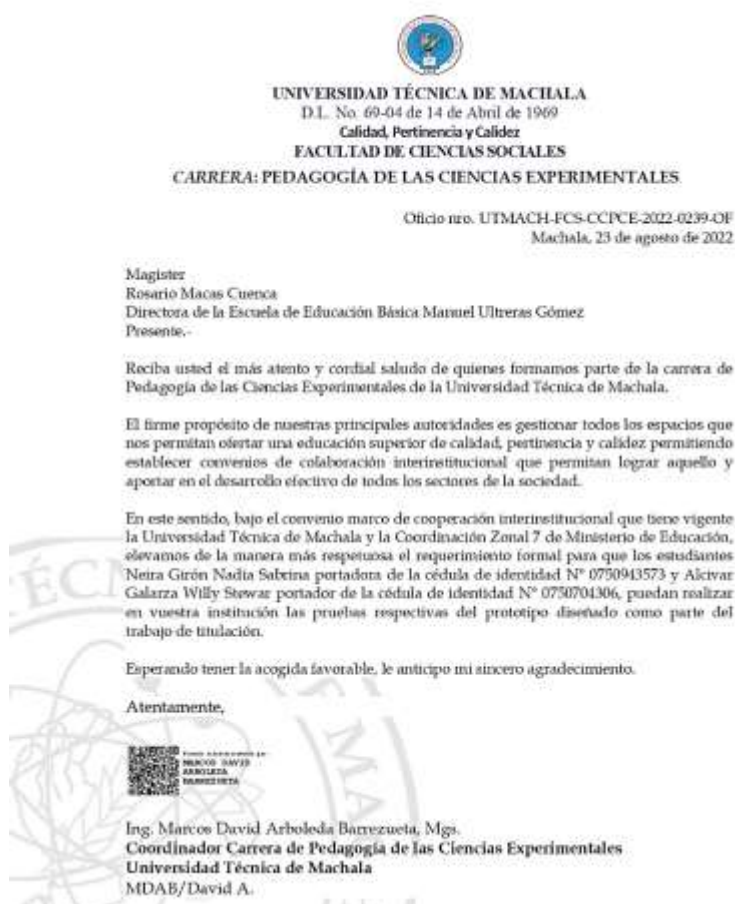 UNIVERSIDAD TÉCNICA DE MACHALA
D.L. No. 69-04 de 14 de Abril de 1969
Calidad, Pertinencia y Calidez
FACULTAD DE CIENCIAS SOCIALES
CARRERA: PEDAGOGÍA DE LAS CIENCIAS EXPERIMENTALES
Oficio nro. UTMACH-FCS-CCPCE-2022-0239-OF
Machala, 23 de agosto de 2022
Magister
Rosario Macas Cuenca
Directora de la Escuela de Educación Básica Manuel Ultreras Gómez
Presente.-
Reciba usted el más atento y cordial saludo de quienes formamos parte de la carrera de
Pedagogía de las Ciencias Experimentales de la Universidad Técnica de Machala.
El firme propósito de nuestras principales autoridades es gestionar todos los espacios que
nos permitan ofertar una educación superior de calidad, pertinencia y calidez permitiendo
establecer convenios de colaboración interinstitucional que permitan lograr aquello y
aportar en el desarrollo efectivo de todos los sectores de la sociedad.
En este sentido, bajo el convenio marco de cooperación interinstitucional que tiene vigente
la Universidad Técnica de Machala y la Coordinación Zonal 7 de Ministerio de Educación,
elevamos de la manera más respetuosa el requerimiento formal para que los estudiantes
Neira Girón Nadia Sabrina portadora de la cédula de identidad N° 0750943573 y Alcivar
Galarza Willy Stewar portador de la cédula de identidad N° 0750704306, puedan realizar
en vuestra institución las pruebas respectivas del prototipo diseñado como parte del
trabajo de titulación.
Esperando tener la acogida favorable, le anticipo mi sincero agradecimiento.
Atentamente,
MARCOS DAVID
ARBOLEDA
BARREZUETA
Ing. Marcos David Arboleda Barrezueta, Mgs.
Coordinador Carrera de Pedagogía de las Ciencias Experimentales
Universidad Técnica de Machala
MDAB/David A.